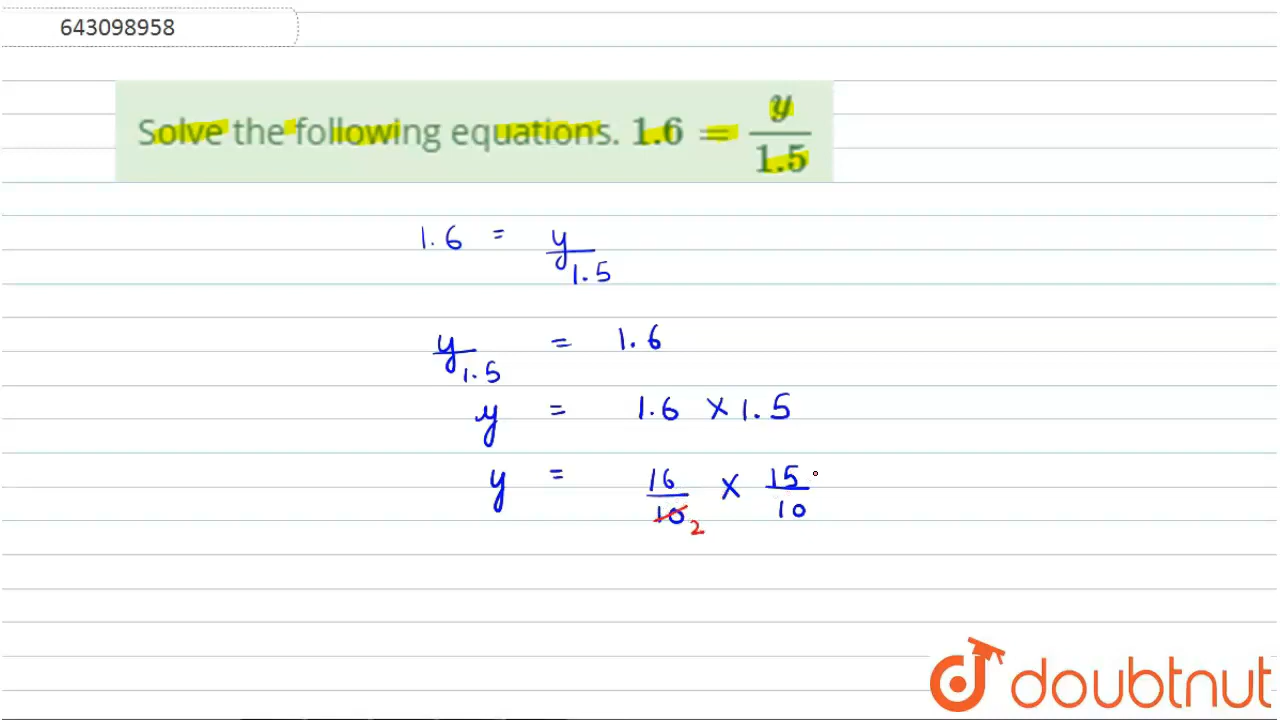 643098958
Solve the following equations. 1.6 = y/1.5
1.6 = y/1.5
y/1.5 = 1.6
y = 1.6 × 1.5
y = 16/10 2 × 15/10
doubtnut